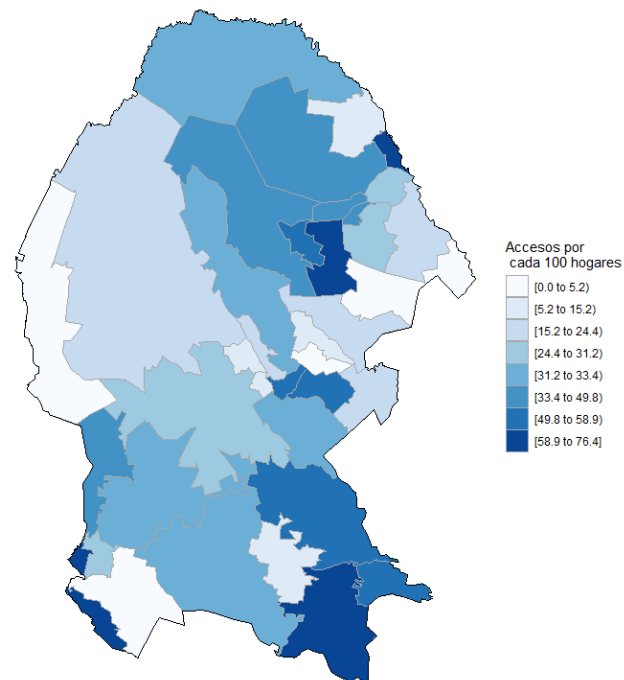 Accesos por
cada 100 hogares
[0.0 to 5.2)
[5.2 to 15.2)
[15.2 to 24.4)
[24.4 to 31.2)
[31.2 to 33.4)
[33.4 to 49.8)
[49.8 to 58.9)
[58.9 to 76.4]